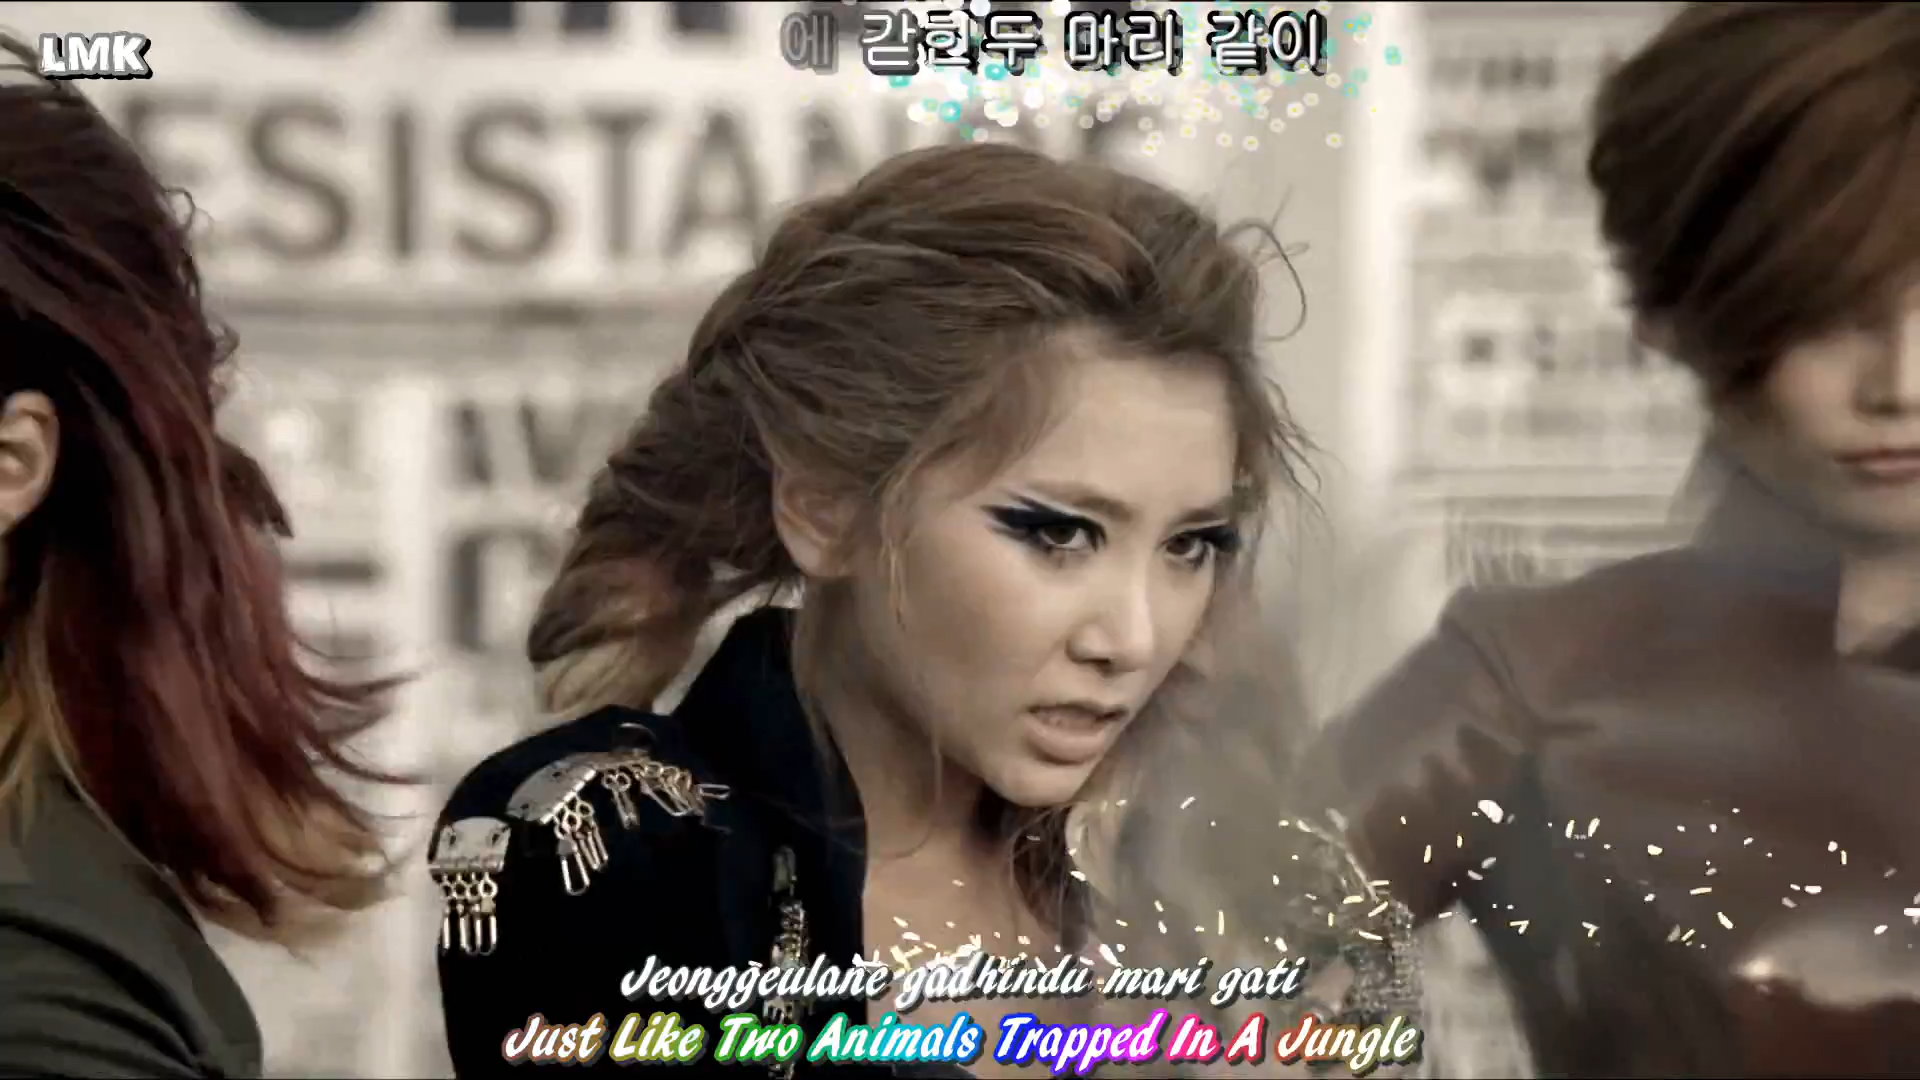 LMK
에 갇힌두 마리 같이
ESISTAN
Jeonggeulane gadhindu mari gati
Just Like Two Animals Trapped In A Jungle